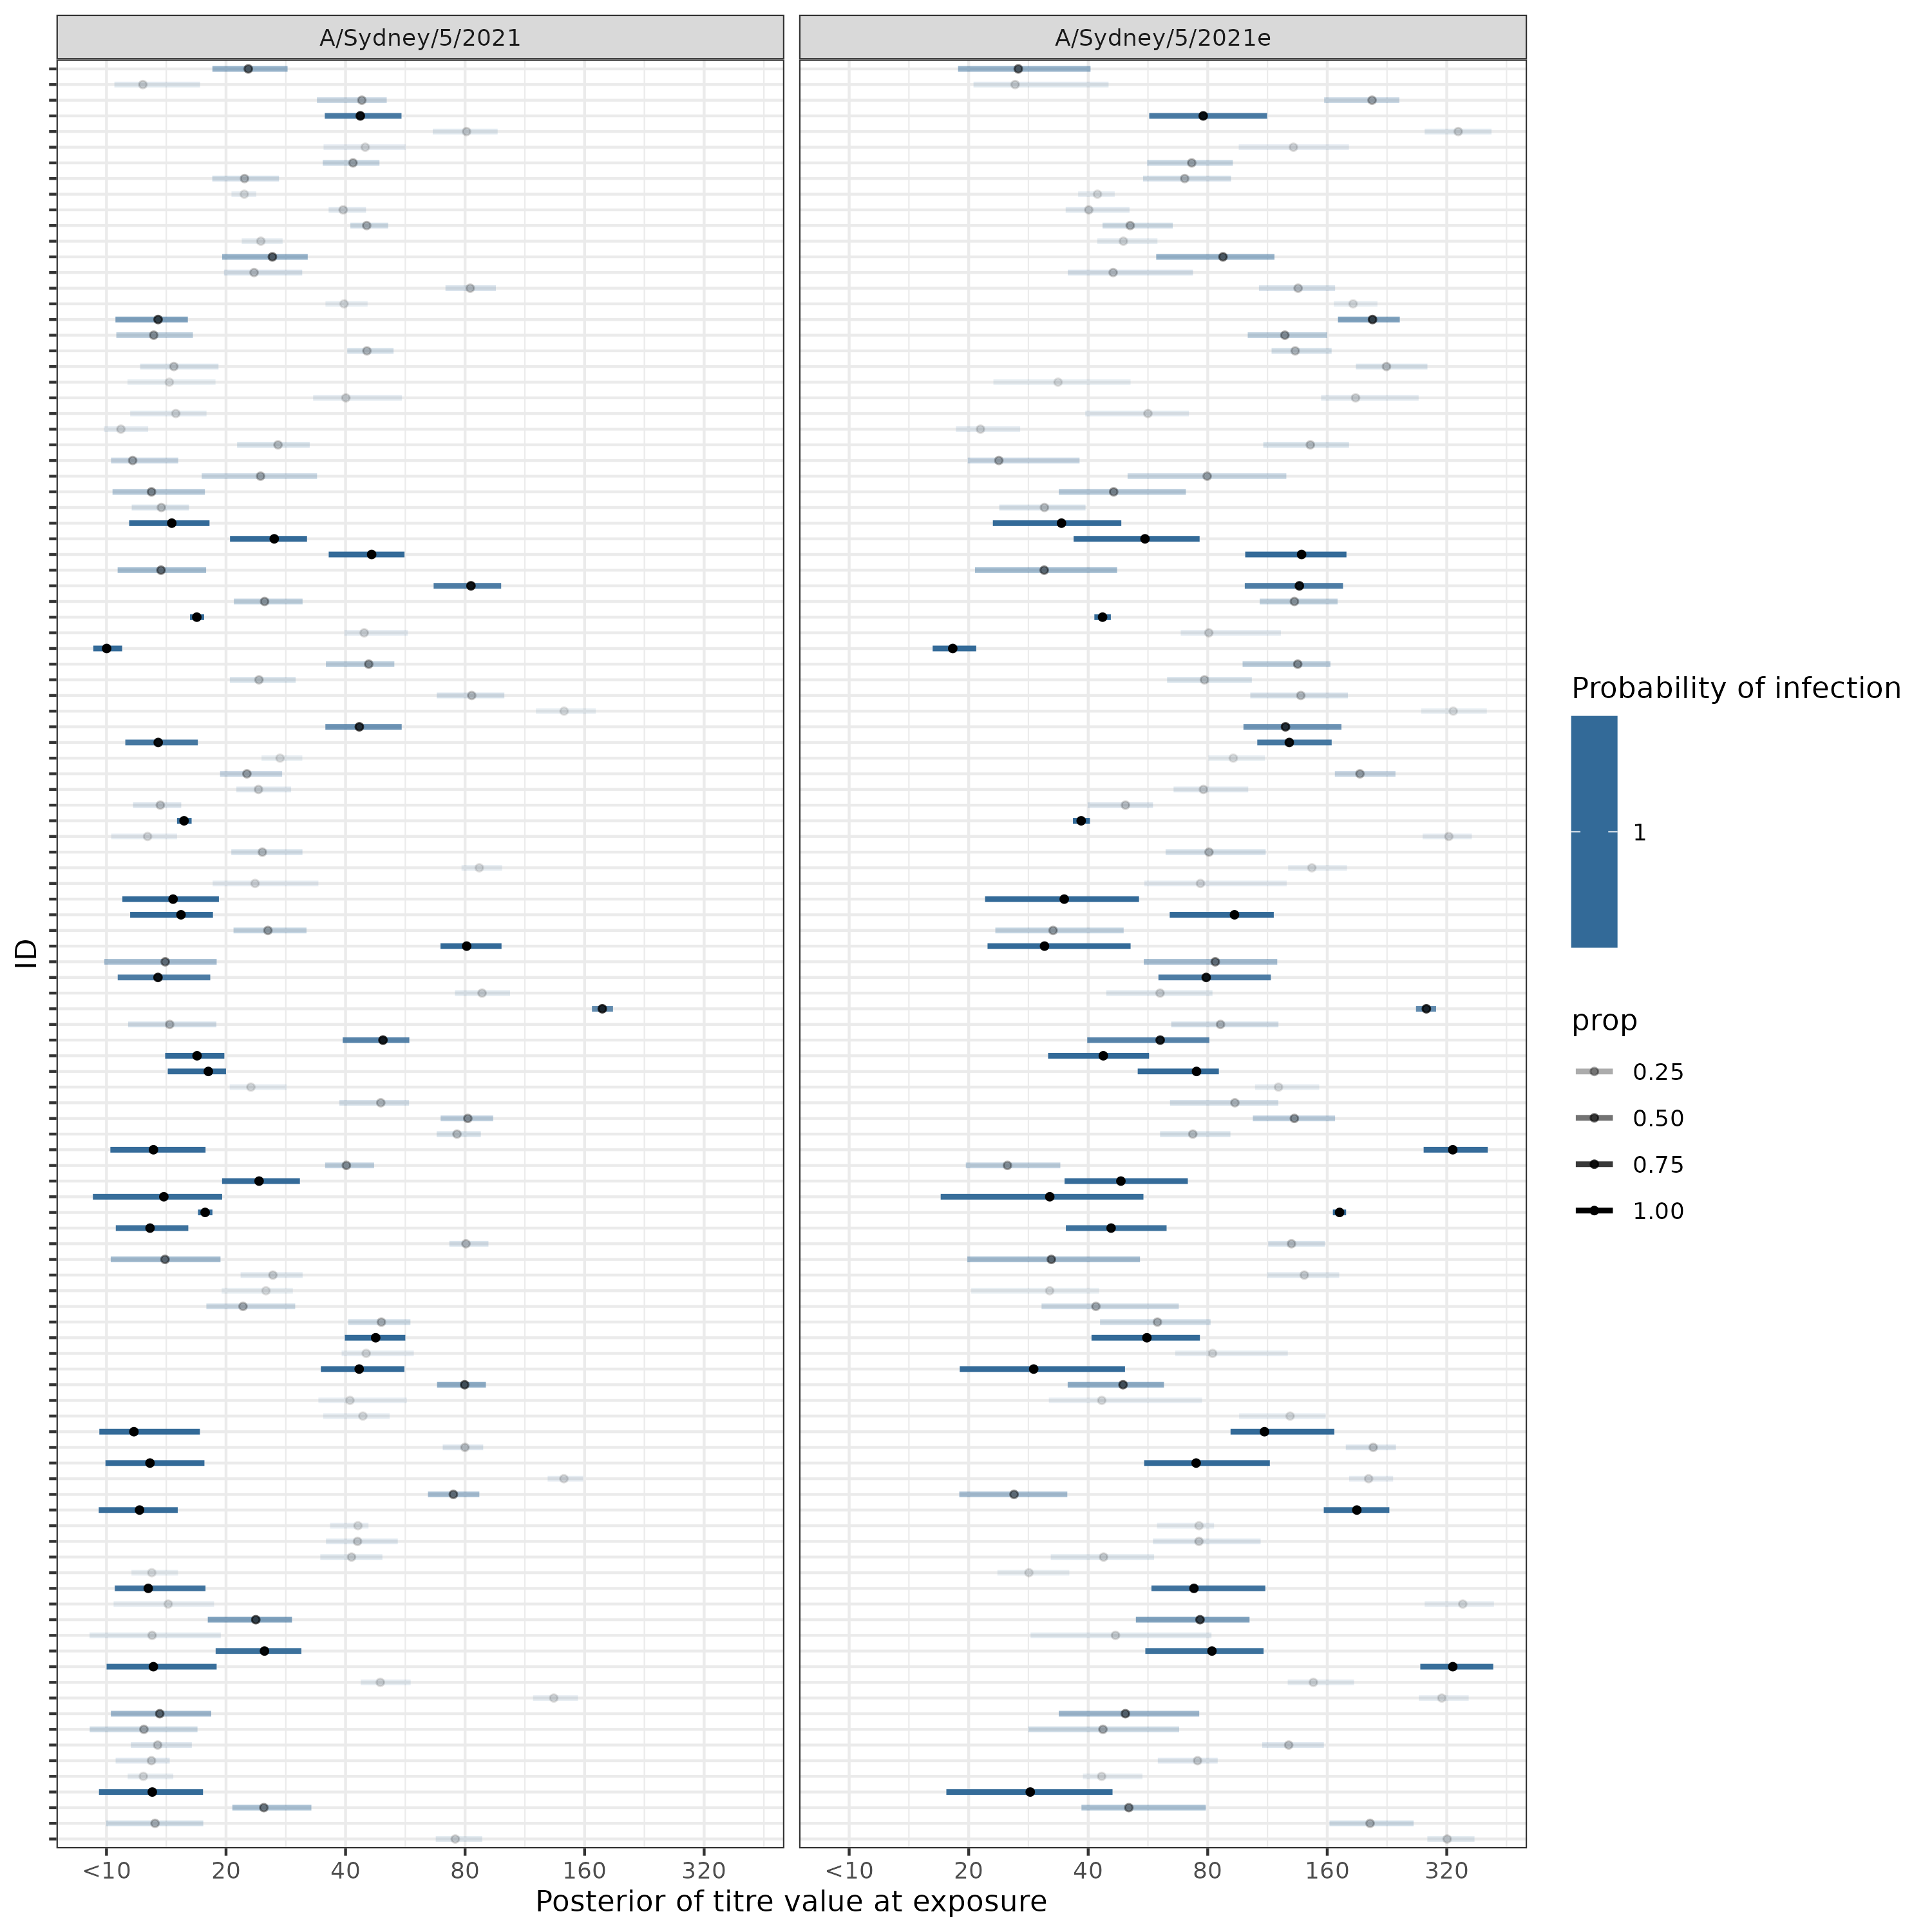 A/Sydney/5/2021
A/Sydney/5/2021e
ID
<10 20 40 80 160 320
<10 20 40 80 160 320
Posterior of titre value at exposure
Probability of infection
1
prop
0.25
0.50
0.75
1.00